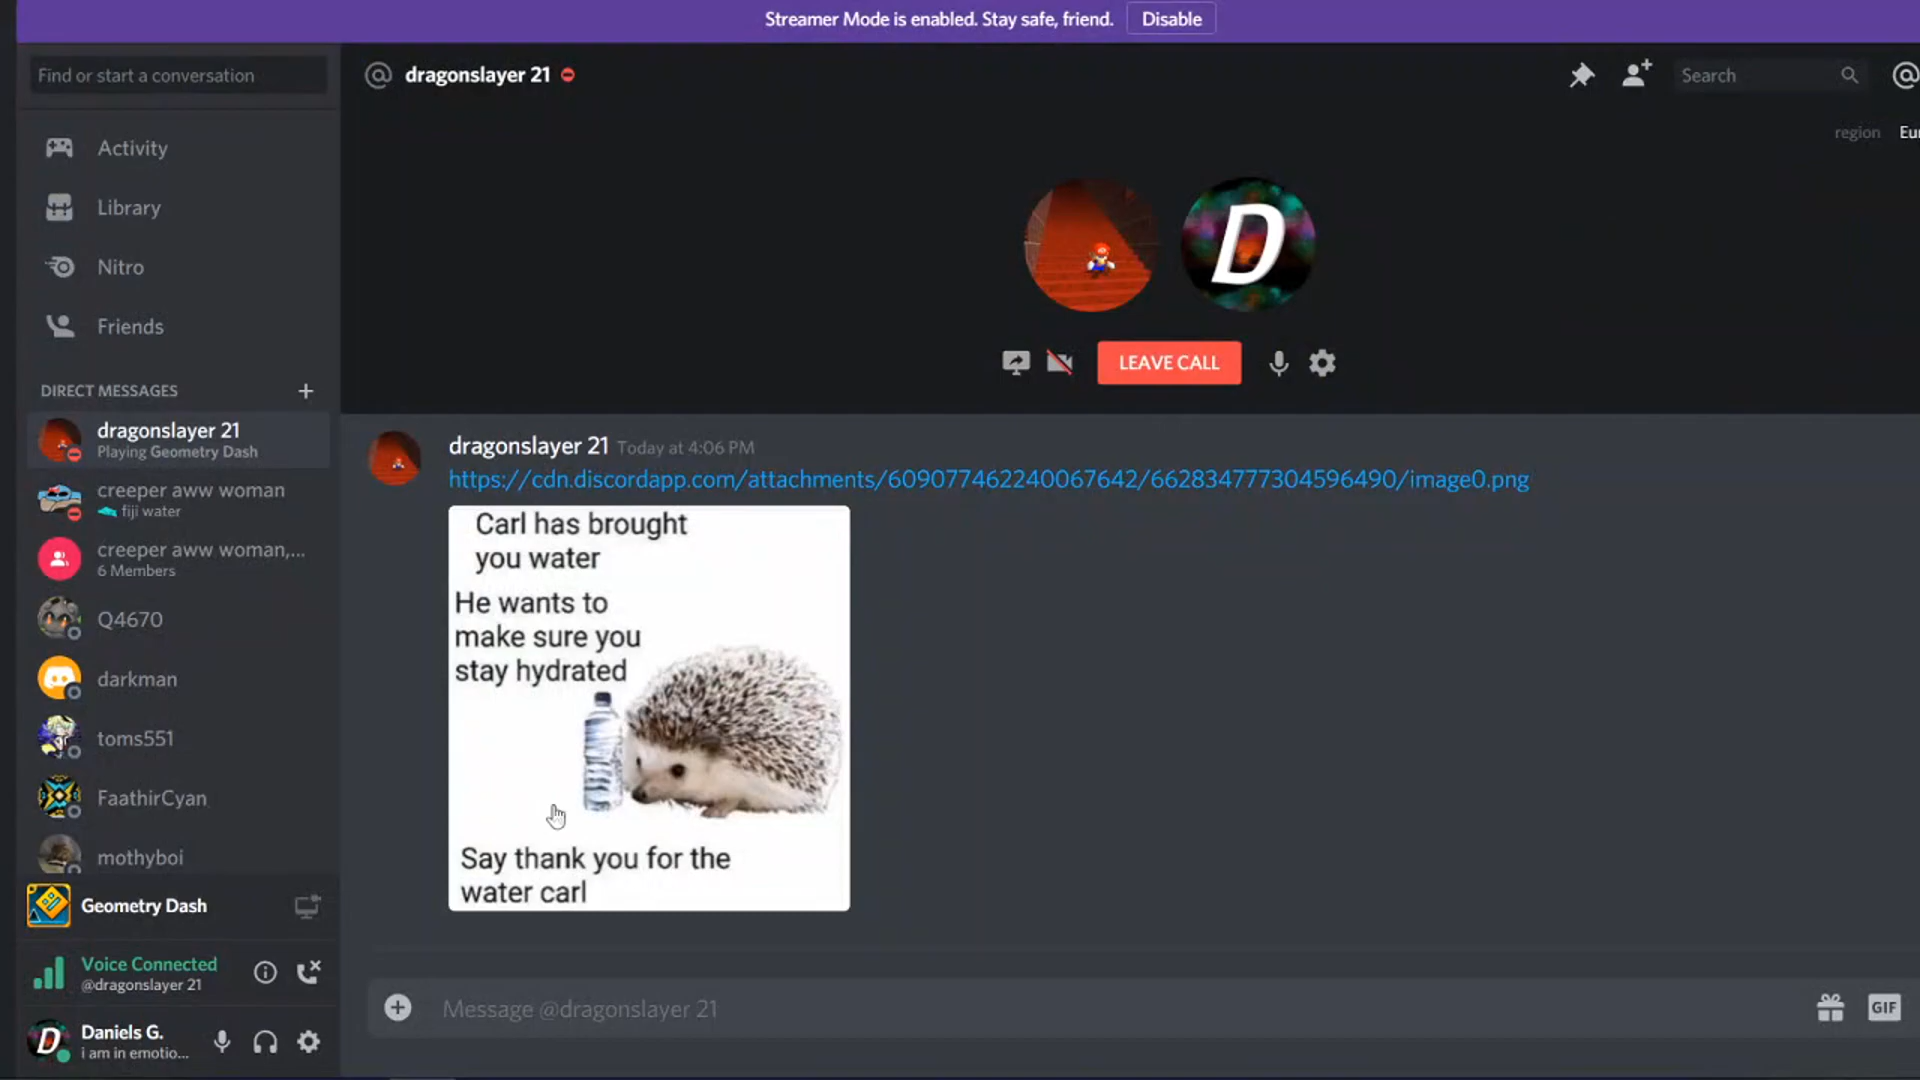 Streamer Mode is enabled. Stay safe, friend. Disable
Find or start a conversation
dragonslayer 21
Search
region
Activity
Library
Nitro
Friends
DIRECT MESSAGES
dragonslayer 21
Playing Geometry Dash
creeper aww woman
fiji water
creeper aww woman,...
6 Members
Q4670
darkman
toms551
FaathirCyan
mothyboi
Geometry Dash
Voice Connected
@dragonslayer 21
Daniels G.
i am in emotio...
D
D
LEAVE CALL
dragonslayer 21 Today at 4:06 PM
https://cdn.discordapp.com/attachments/609077462240067642/662834777304596490/image0.png
Carl has brought
you water
He wants to
make sure you
stay hydrated
Say thank you for the
water carl
Message @dragonslayer 21
GIF